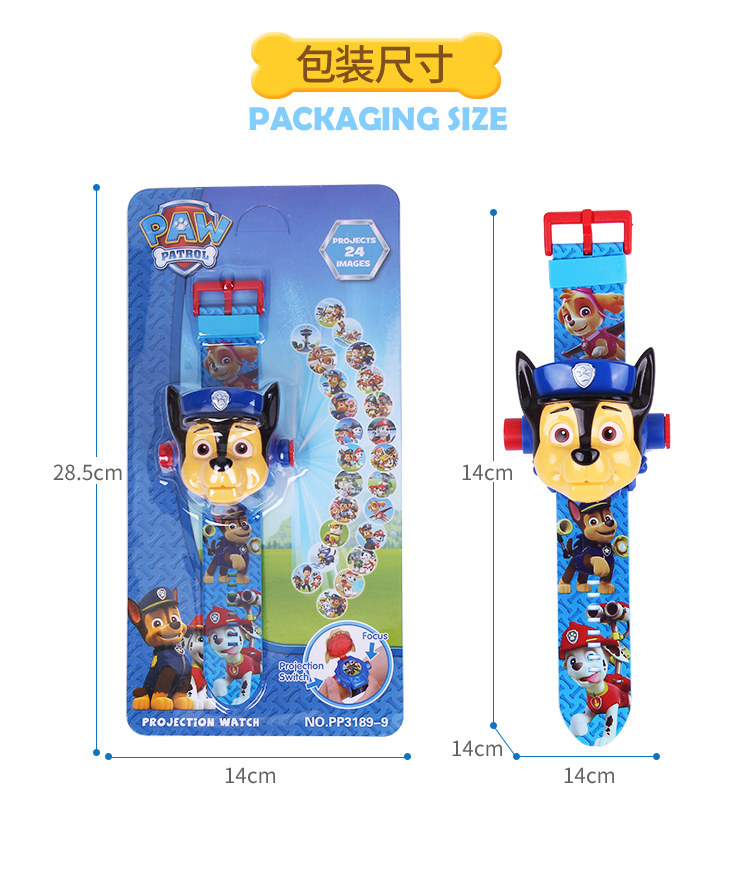 包装尺寸
PACKAGING SIZE
PAW
PATROL
PROJECTS
24
IMAGES
28.5cm
14cm
Focus
Projection
Switch
PROJECTION WATCH
NO.PP3189-9
14cm
14cm
14cm